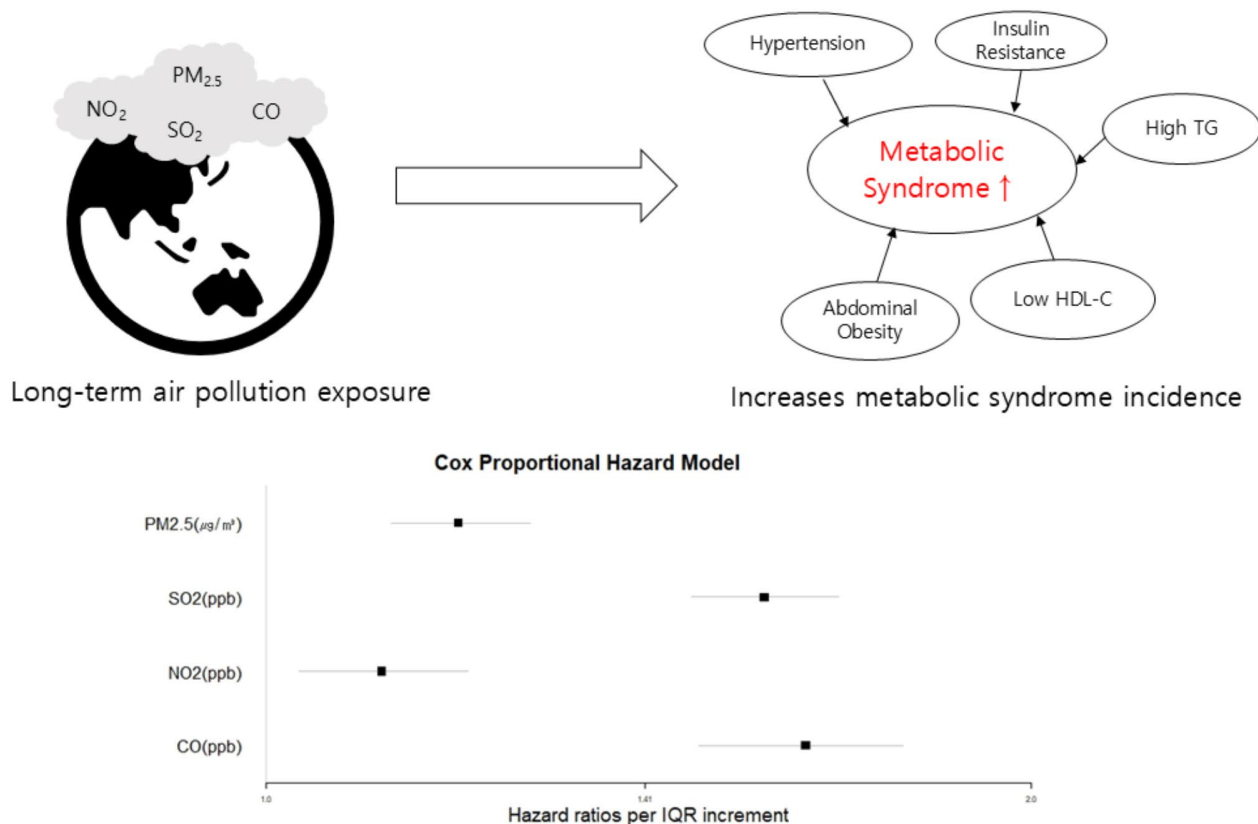 PM2.5
NO2
CO
SO2
Long-term air pollution exposure
Hypertension
Insulin
Resistance
High TG
Metabolic
Syndrome ↑
Low HDL-C
Abdominal
Obesity
Increases metabolic syndrome incidence
Cox Proportional Hazard Model
PM2.5(㎍/㎥)
SO2(ppb)
NO2(ppb)
CO(ppb)
1.0 1.41 2.0
Hazard ratios per IQR increment